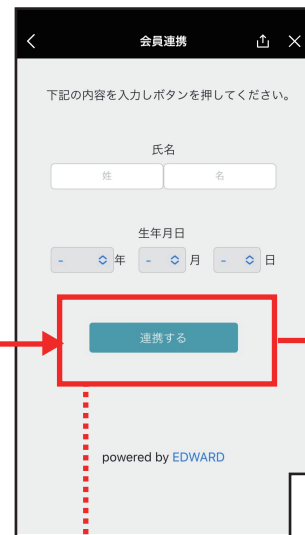 会員連携
下記の内容を入力しボタンを押してください。
氏名
姓 名
生年月日
- 年 - 月 - 日
連携する
powered by EDWARD